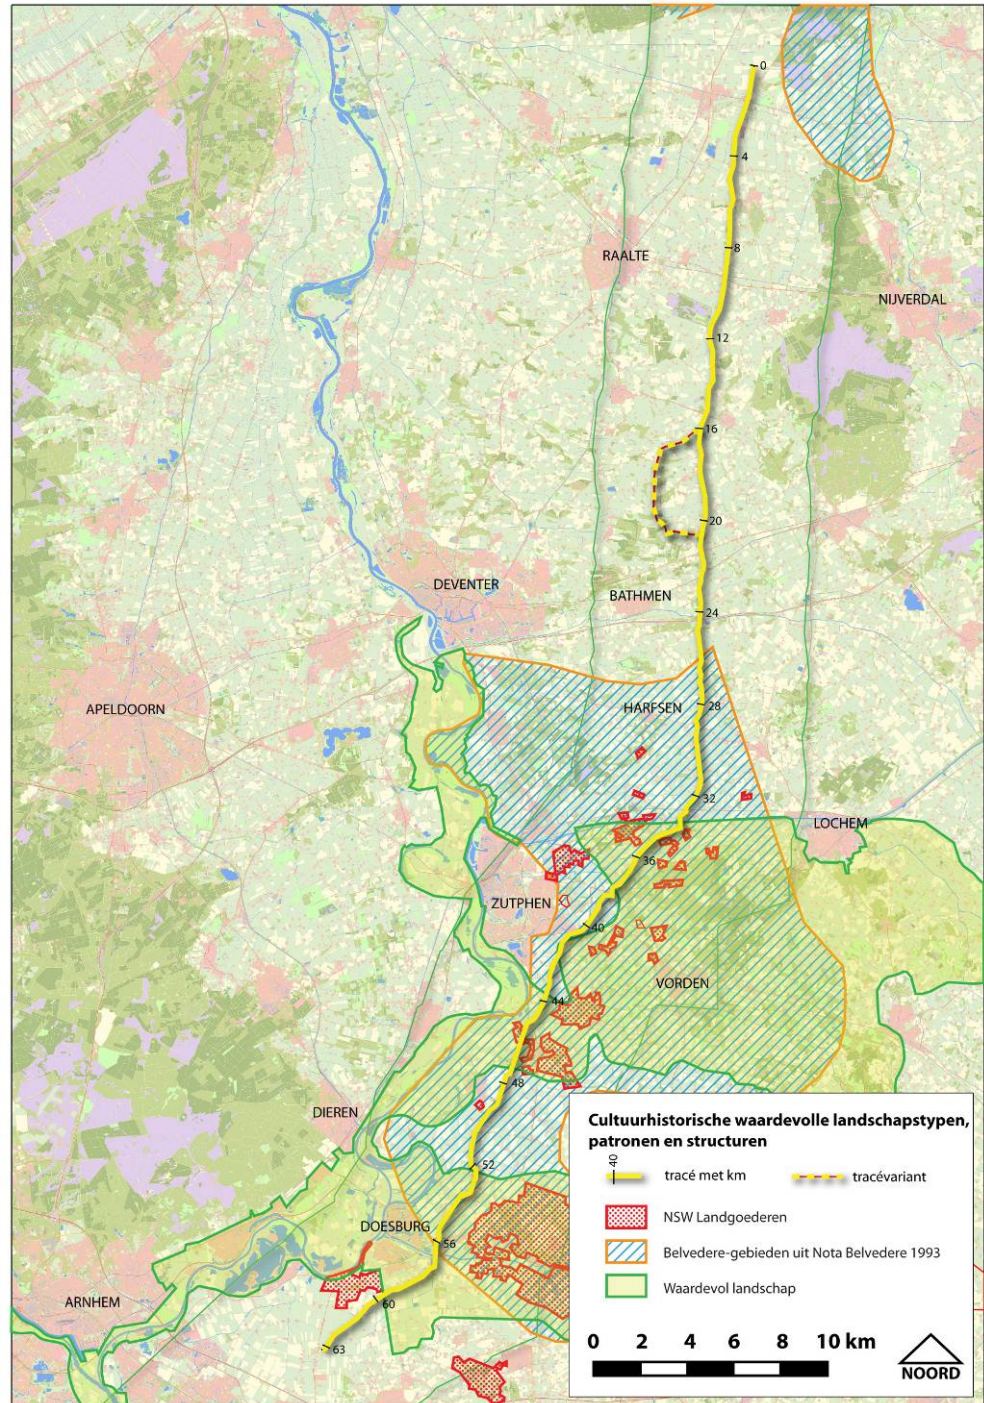 0
4
8
RAALTE
NIJVERDAL
12
16
20
DEVENTER
BATHMEN
24
APELDOORN
HARFSEN
28
32
LOCHEM
36
ZUTPHEN
40
VORDEN
44
48
DIEREN
52
DOESBURG
56
ARNHEM
60
63
Cultuurhistorische waardevolle landschapstypen,
patronen en structuren
40
tracé met km
tracévariant
NSW Landgoederen
Belvedere-gebieden uit Nota Belvedere 1993
Waardevol landschap
0 2 4 6 8 10 km
NOORD